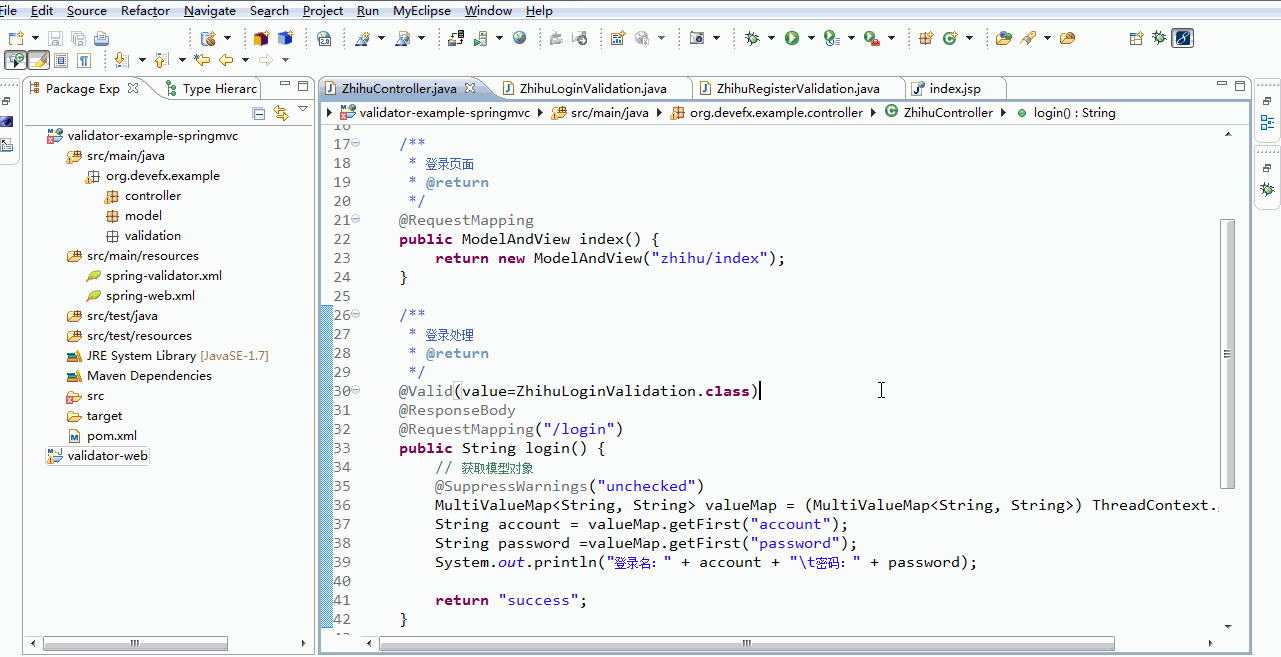 File Edit Source Refactor Navigate Search Project Run MyEclipse Window Help
Package Exp
Type Hierarc
ZhihuController.java
ZhihuLoginValidation.java
ZhihuRegisterValidation.java
index.jsp
validator-example-springmvc
src/main/java
org.devefx.example.controller
ZhihuController
login() : String
validator-example-springmvc
src/main/java
org.devefx.example
controller
model
validation
src/main/resources
spring-validator.xml
spring-web.xml
src/test/java
src/test/resources
JRE System Library [JavaSE-1.7]
Maven Dependencies
src
target
pom.xml
validator-web
16
17 /**
18 * 登录页面
19 * @return
20 */
21 @RequestMapping
22 public ModelAndView index() {
23 return new ModelAndView("zhihu/index");
24 }
25
26 /**
27 * 登录处理
28 * @return
29 */
30 @Valid(value=ZhihuLoginValidation.class)
31 @ResponseBody
32 @RequestMapping("/login")
33 public String login() {
34 // 获取模型对象
35 @SuppressWarnings("unchecked")
36 MultiValueMap<String, String> valueMap = (MultiValueMap<String, String>) ThreadContext.
37 String account = valueMap.getFirst("account");
38 String password =valueMap.getFirst("password");
39 System.out.println("登录名：" + account + "\t密码：" + password);
40
41 return "success";
42 }